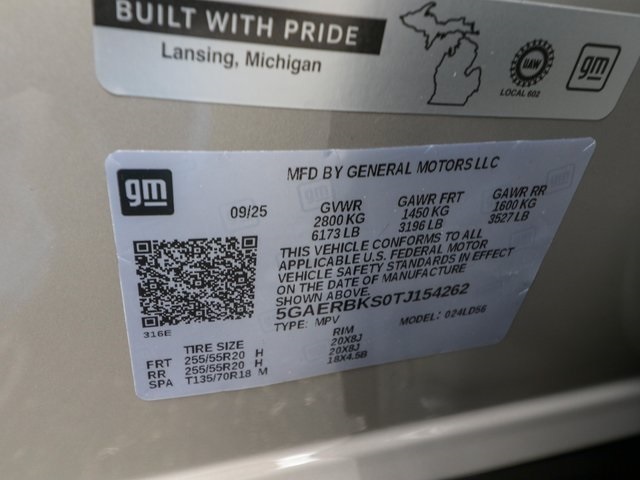 BUILT WITH PRIDE
Lansing, Michigan
UAW
LOCAL 602
gm
gm
MFD BY GENERAL MOTORS LLC
09/25
GVWR
2800 KG
6173 LB
GAWR FRT
1450 KG
3196 LB
GAWR RR
1600 KG
3527 LB
THIS VEHICLE CONFORMS TO ALL
APPLICABLE U.S. FEDERAL MOTOR
VEHICLE SAFETY STANDARDS IN EFFECT
ON THE DATE OF MANUFACTURE
SHOWN ABOVE.
5GAERBKS0TJ154262
TYPE: MPV MODEL: 024LD56
316E
TIRE SIZE RIM
FRT 255/55R20 H 20X8J
RR 255/55R20 H 20X8J
SPA T135/70R18 M 18X4.5B